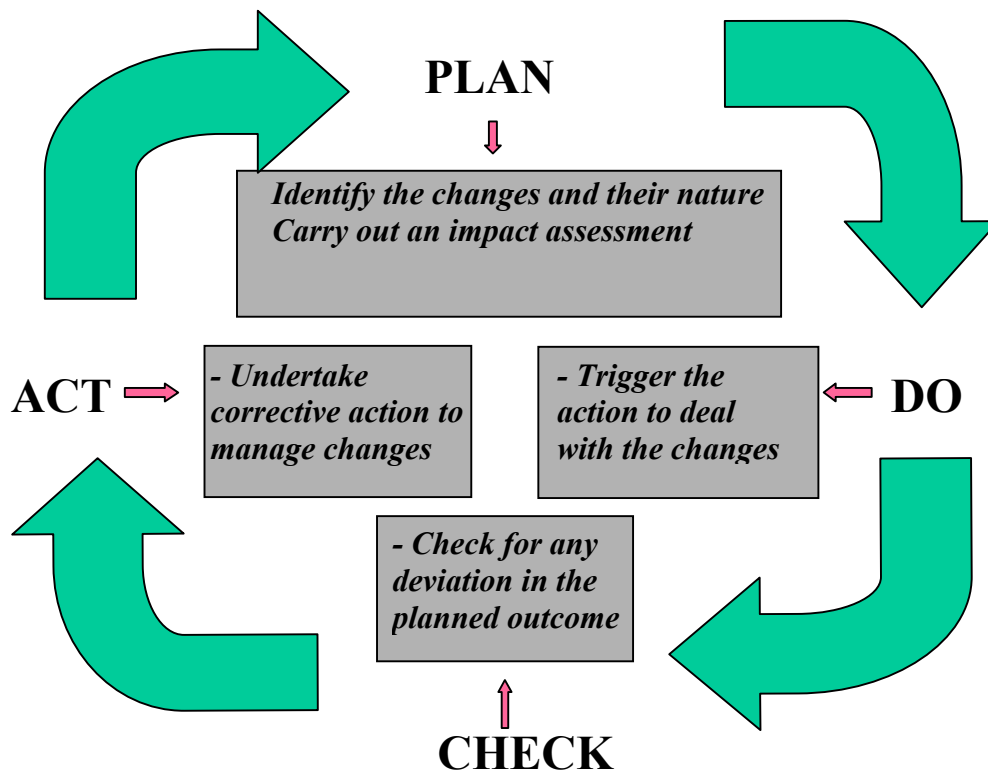 PLAN
Identify the changes and their nature
Carry out an impact assessment
ACT
- Undertake
corrective action to
manage changes
- Trigger the
action to deal
with the changes
DO
- Check for any
deviation in the
planned outcome
CHECK